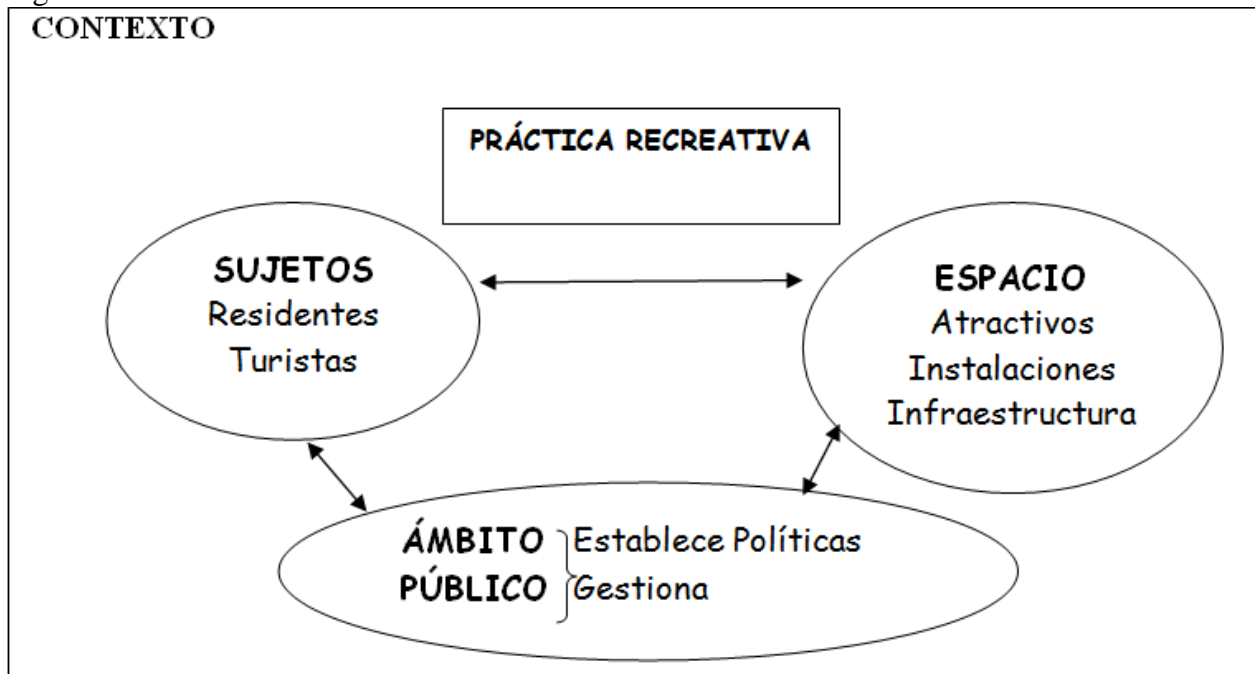 CONTEXTO
PRÁCTICA RECREATIVA
SUJETOS
Residentes
Turistas
ESPACIO
Atractivos
Instalaciones
Infraestructura
ÁMBITO Establece Políticas
PÚBLICO Gestiona